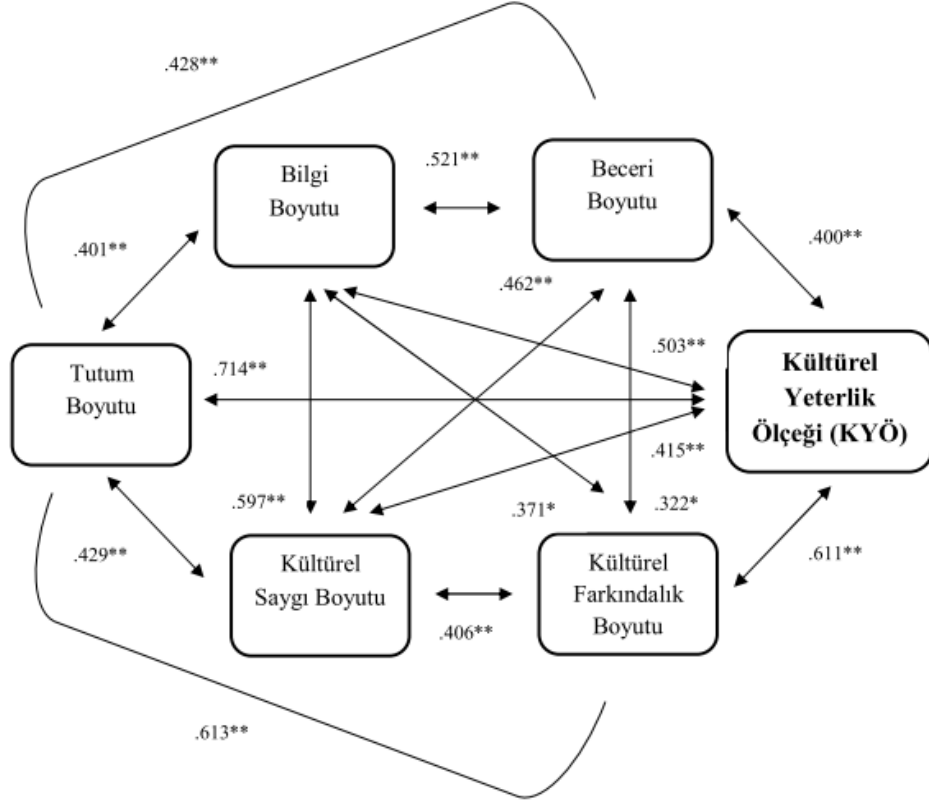 .428**
.521**
Bilgi
Boyutu
Beceri
Boyutu
.401**
.400**
.462**
.503**
.714**
Tutum
Boyutu
Kültürel
Yeterlik
Ölçeği (KYÖ)
.415**
.597**
.371*
.322*
.429**
.611**
Kültürel
Saygı Boyutu
Kültürel
Farkındalık
Boyutu
.406**
.613**